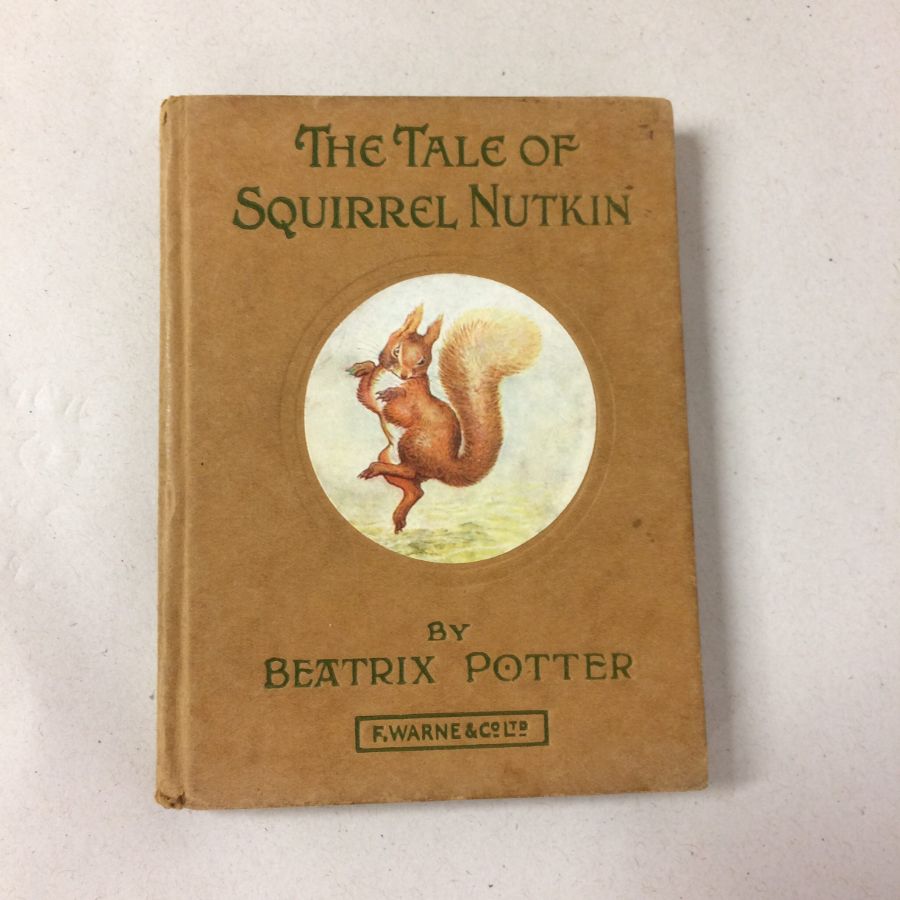 THE TALE OF
SQUIRREL NUTKIN
BY
BEATRIX POTTER
F. WARNE & CO LTD